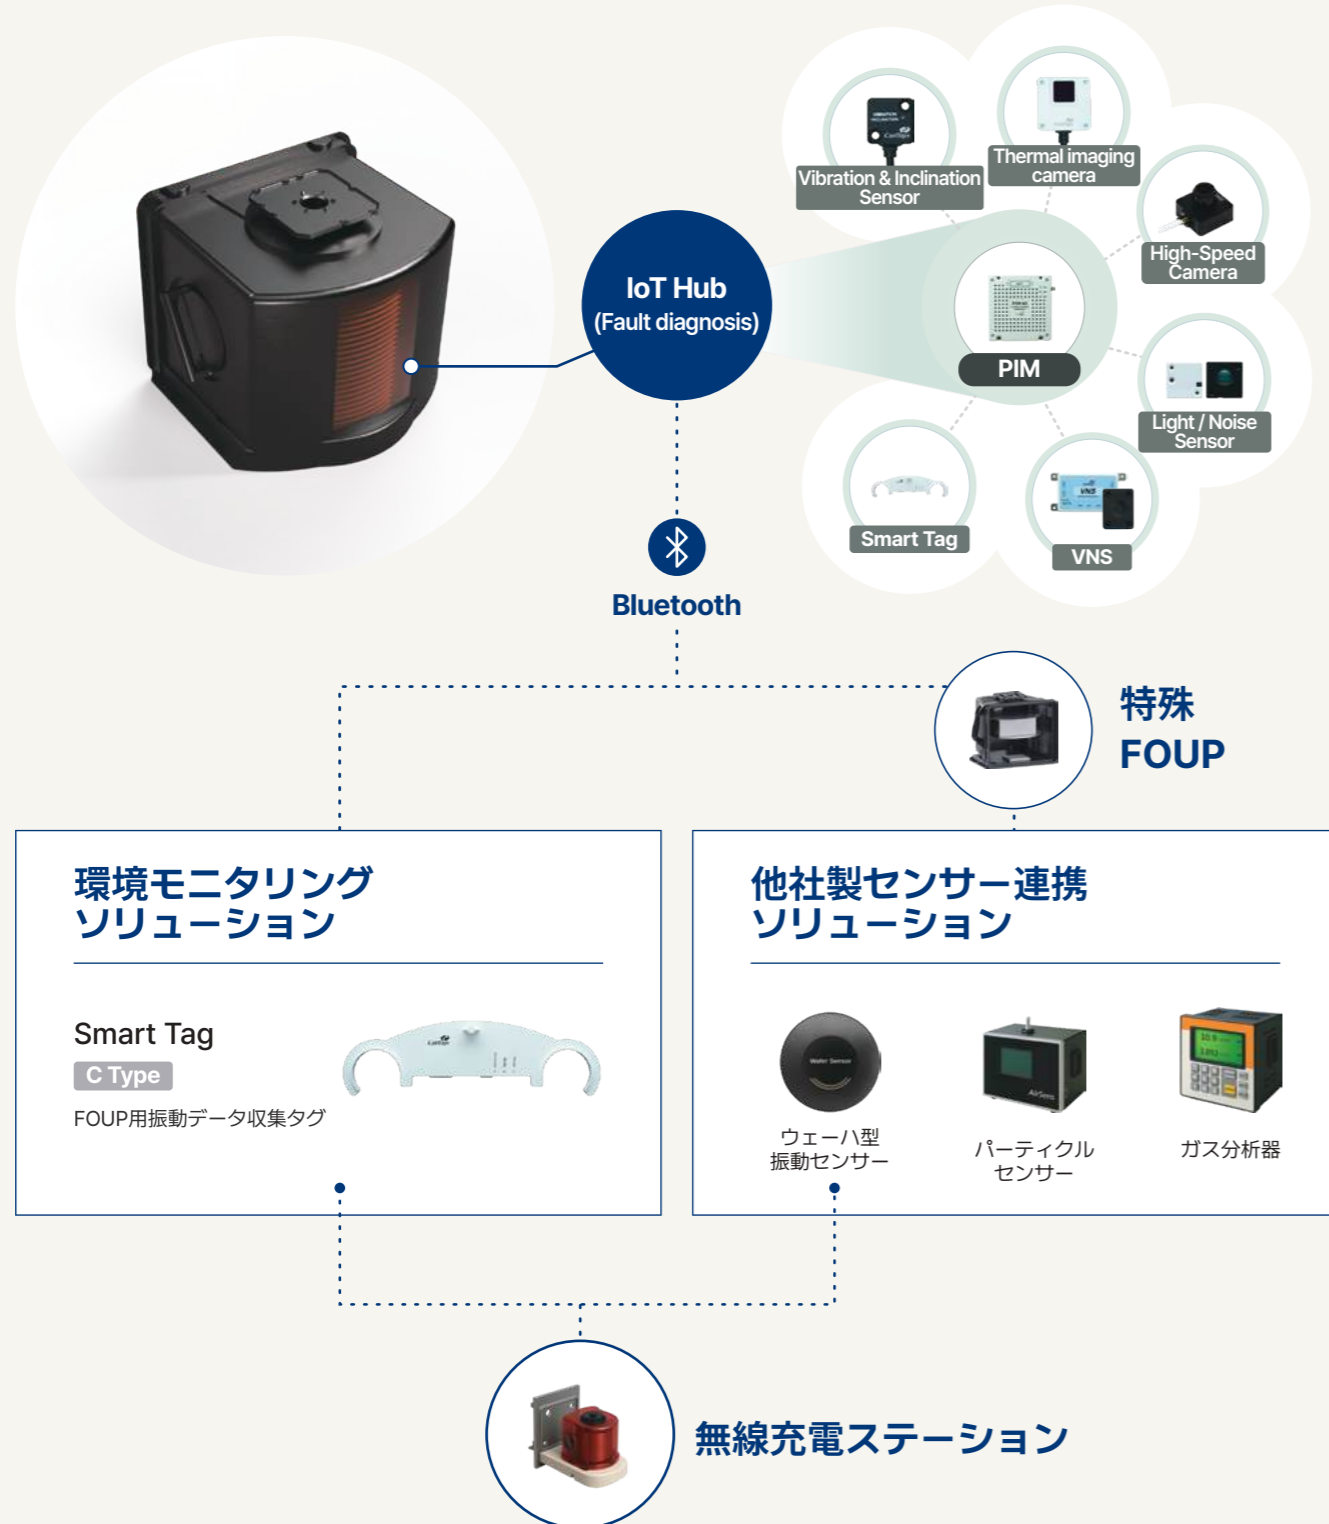 Vibration & Inclination
Sensor
Thermal imaging
camera
High-Speed
Camera
IoT Hub
(Fault diagnosis)
PIM
Light / Noise
Sensor
Smart Tag
VNS
VNS
Bluetooth
特殊
FOUP
環境モニタリング
ソリューション
Smart Tag
C Type
FOUP用振動データ収集タグ
他社製センサー連携
ソリューション
Wafer Sensor
AirSens
ウェーハ型
振動センサー
パーティクル
センサー
ガス分析器
無線充電ステーション